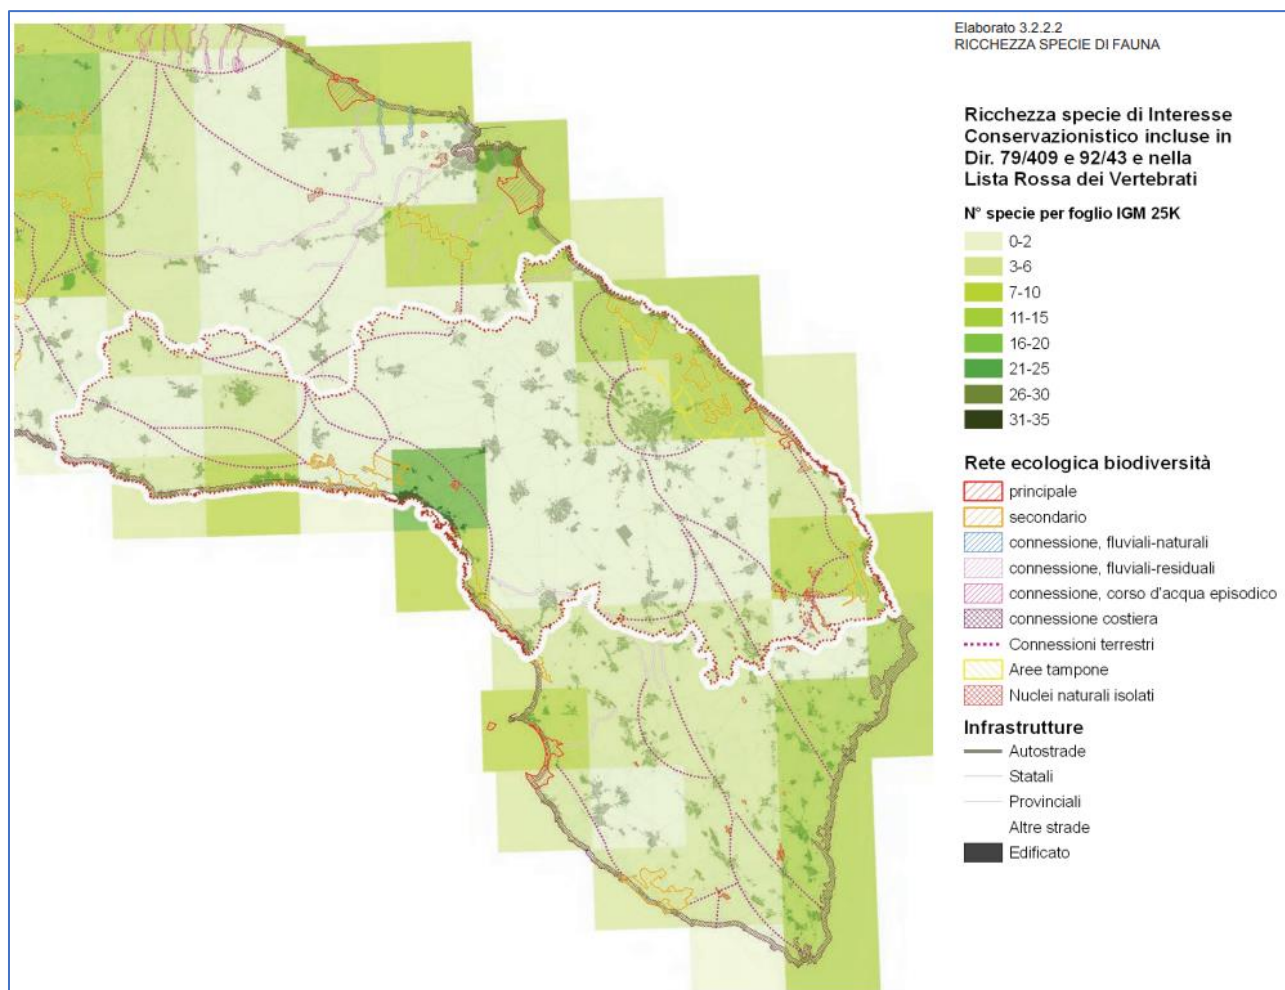 Elaborato 3.2.2.2
RICCHEZZA SPECIE DI FAUNA
Ricchezza specie di Interesse
Conservazionistico incluse in
Dir. 79/409 e 92/43 e nella
Lista Rossa dei Vertebrati
N° specie per foglio IGM 25K
0-2
3-6
7-10
11-15
16-20
21-25
26-30
31-35
Rete ecologica biodiversità
principale
secondario
connessione, fluviali-naturali
connessione, fluviali-residuali
connessione, corso d'acqua episodico
connessione costiera
Connessioni terrestri
Aree tampone
Nuclei naturali isolati
Infrastrutture
Autostrade
Statali
Provinciali
Altre strade
Edificato